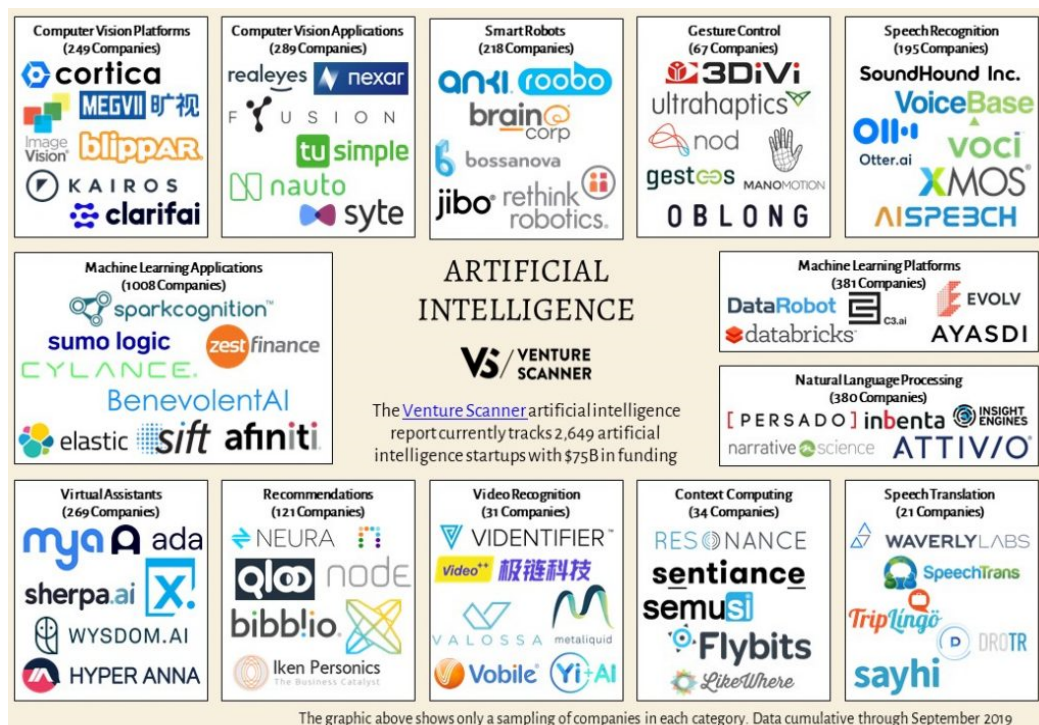 Computer Vision Platforms
(249 Companies)
cortica
MEGVII 旷视
Image
Vision®
blippAR
KAIROS
clarifai
Computer Vision Applications
(289 Companies)
realeyes
nexar
FYUSION
tu simple
nauto
syte
Smart Robots
(218 Companies)
anki
roobo
brain
corp
bossanova
jibo®
rethink
robotics.
Gesture Control
(67 Companies)
3DiVi
ultrahaptics
nod
gestoos
MANOMOTION
OBLONG
Speech Recognition
(195 Companies)
SoundHound Inc.
VoiceBase
Otter.ai
voci
XMOS®
AISPEECH
Machine Learning Applications
(1008 Companies)
sparkcognition™
sumo logic
zestfinance
CYLANCE.
BenevolentAI
elastic
sift
afiniti
ARTIFICIAL
INTELLIGENCE
VS/ VENTURE
SCANNER
The Venture Scanner artificial intelligence
report currently tracks 2,649 artificial
intelligence startups with $75B in funding
Machine Learning Platforms
(381 Companies)
DataRobot
C3.ai
EVOLV
databricks
AYASDI
Natural Language Processing
(380 Companies)
[PERSADO]
inbenta
INSIGHT
ENGINES
narrative science
ATTIV/O
Virtual Assistants
(269 Companies)
mya
ada
sherpa.ai
X.
WYSDOM.AI
HYPER ANNA
Recommendations
(121 Companies)
NEURA
qloo
node
bibblio
Iken Personics
The Business Catalyst
Video Recognition
(31 Companies)
VIDENTIFIER™
Video++ 极链科技
VALOSSA
metaliquid
Vobile®
Yi+AI
Context Computing
(34 Companies)
RESONANCE
sentiance
semusi
Flybits
LikeWhere
Speech Translation
(21 Companies)
WAVERLY LABS
SpeechTrans
TripLingo
D DROTR
sayhi
The graphic above shows only a sampling of companies in each category. Data cumulative through September 2019